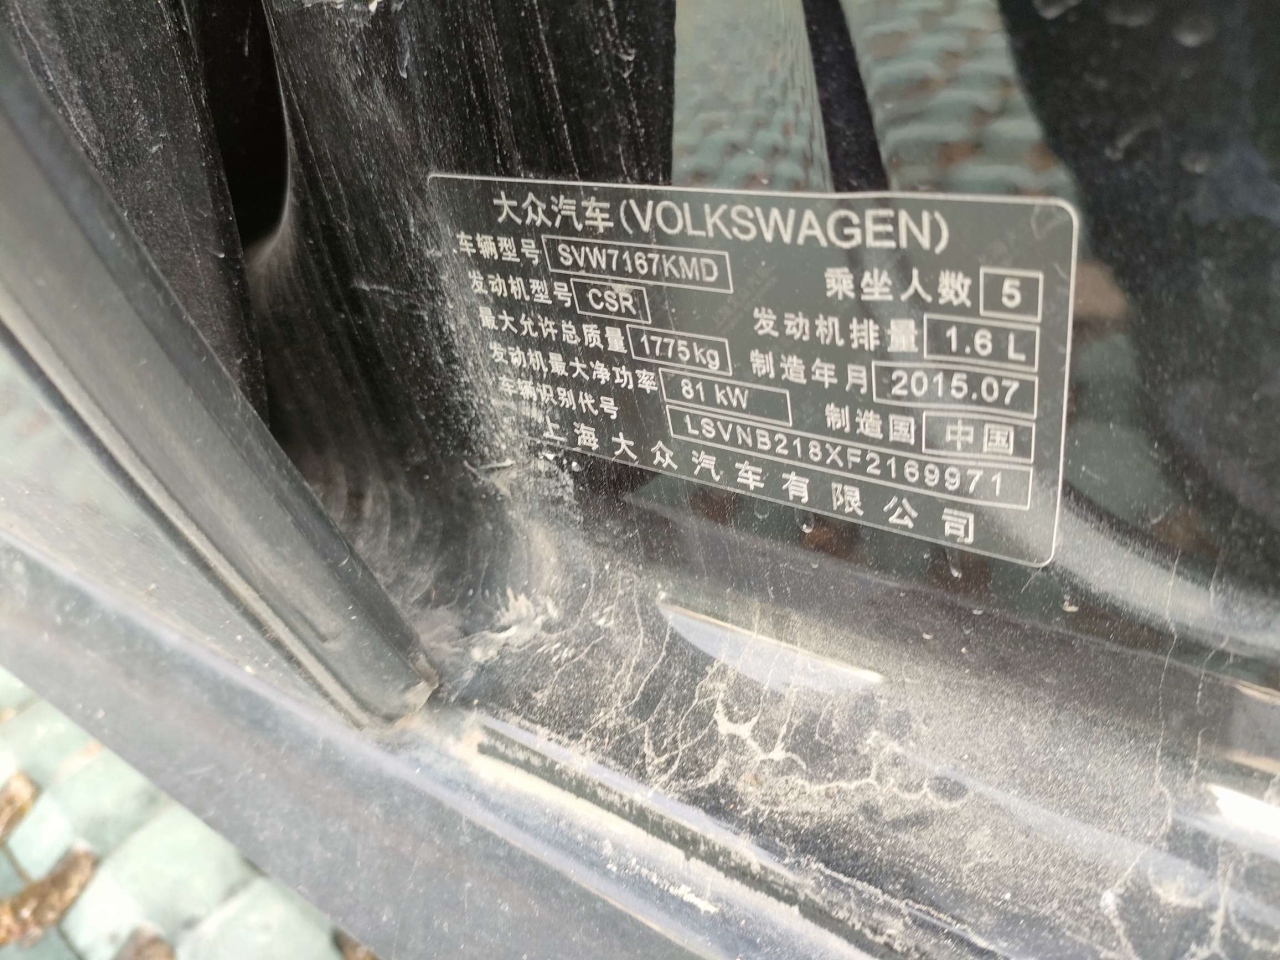 大众汽车(VOLKSWAGEN)
车辆型号 SVW7167KMD 乘坐人数 5
发动机型号 CSR 发动机排量 1.6 L
最大允许总质量 1775kg 制造年月 2015.07
发动机最大净功率 81 kW 制造国 中国
车辆识别代号 LSVNB218XF2169971
上海大众汽车有限公司